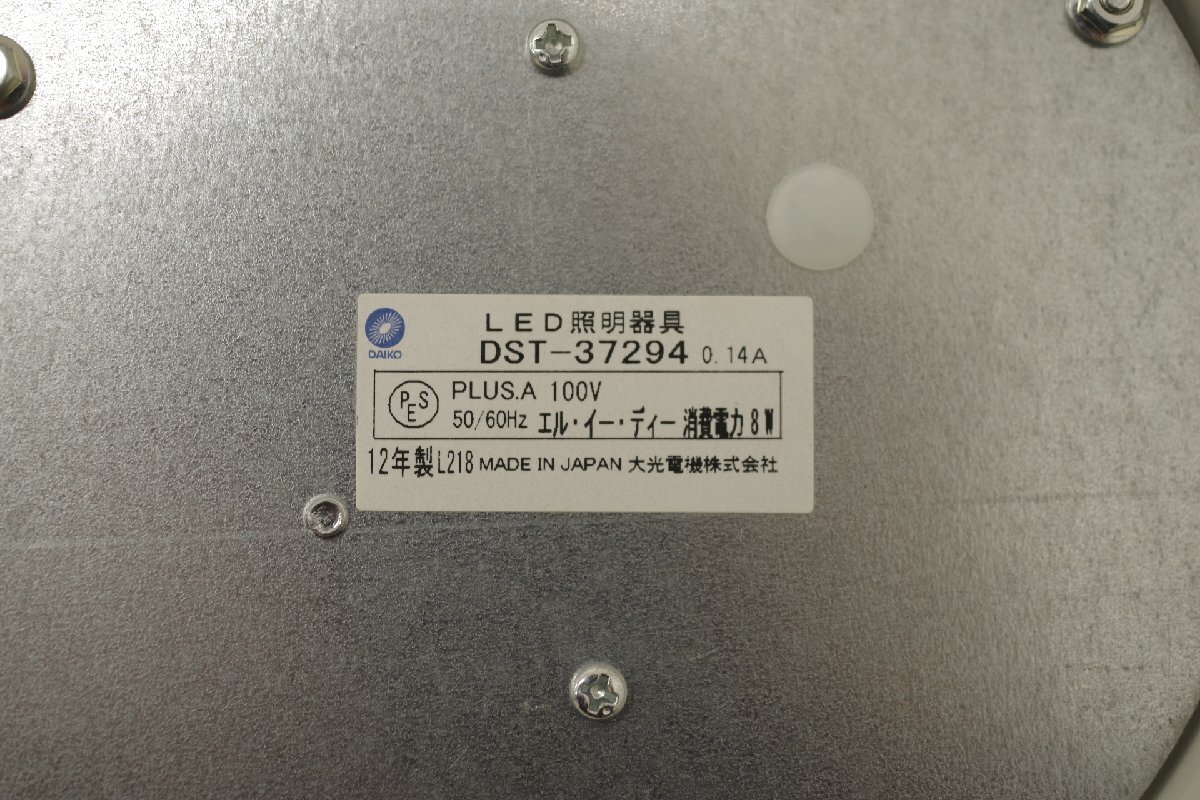 DAIKO
LED照明器具
DST-37294 0.14A
PSE
PLUS.A 100V
50/60Hz エル・イー・ディー 消費電力 8W
12年製 L218 MADE IN JAPAN 大光電機株式会社